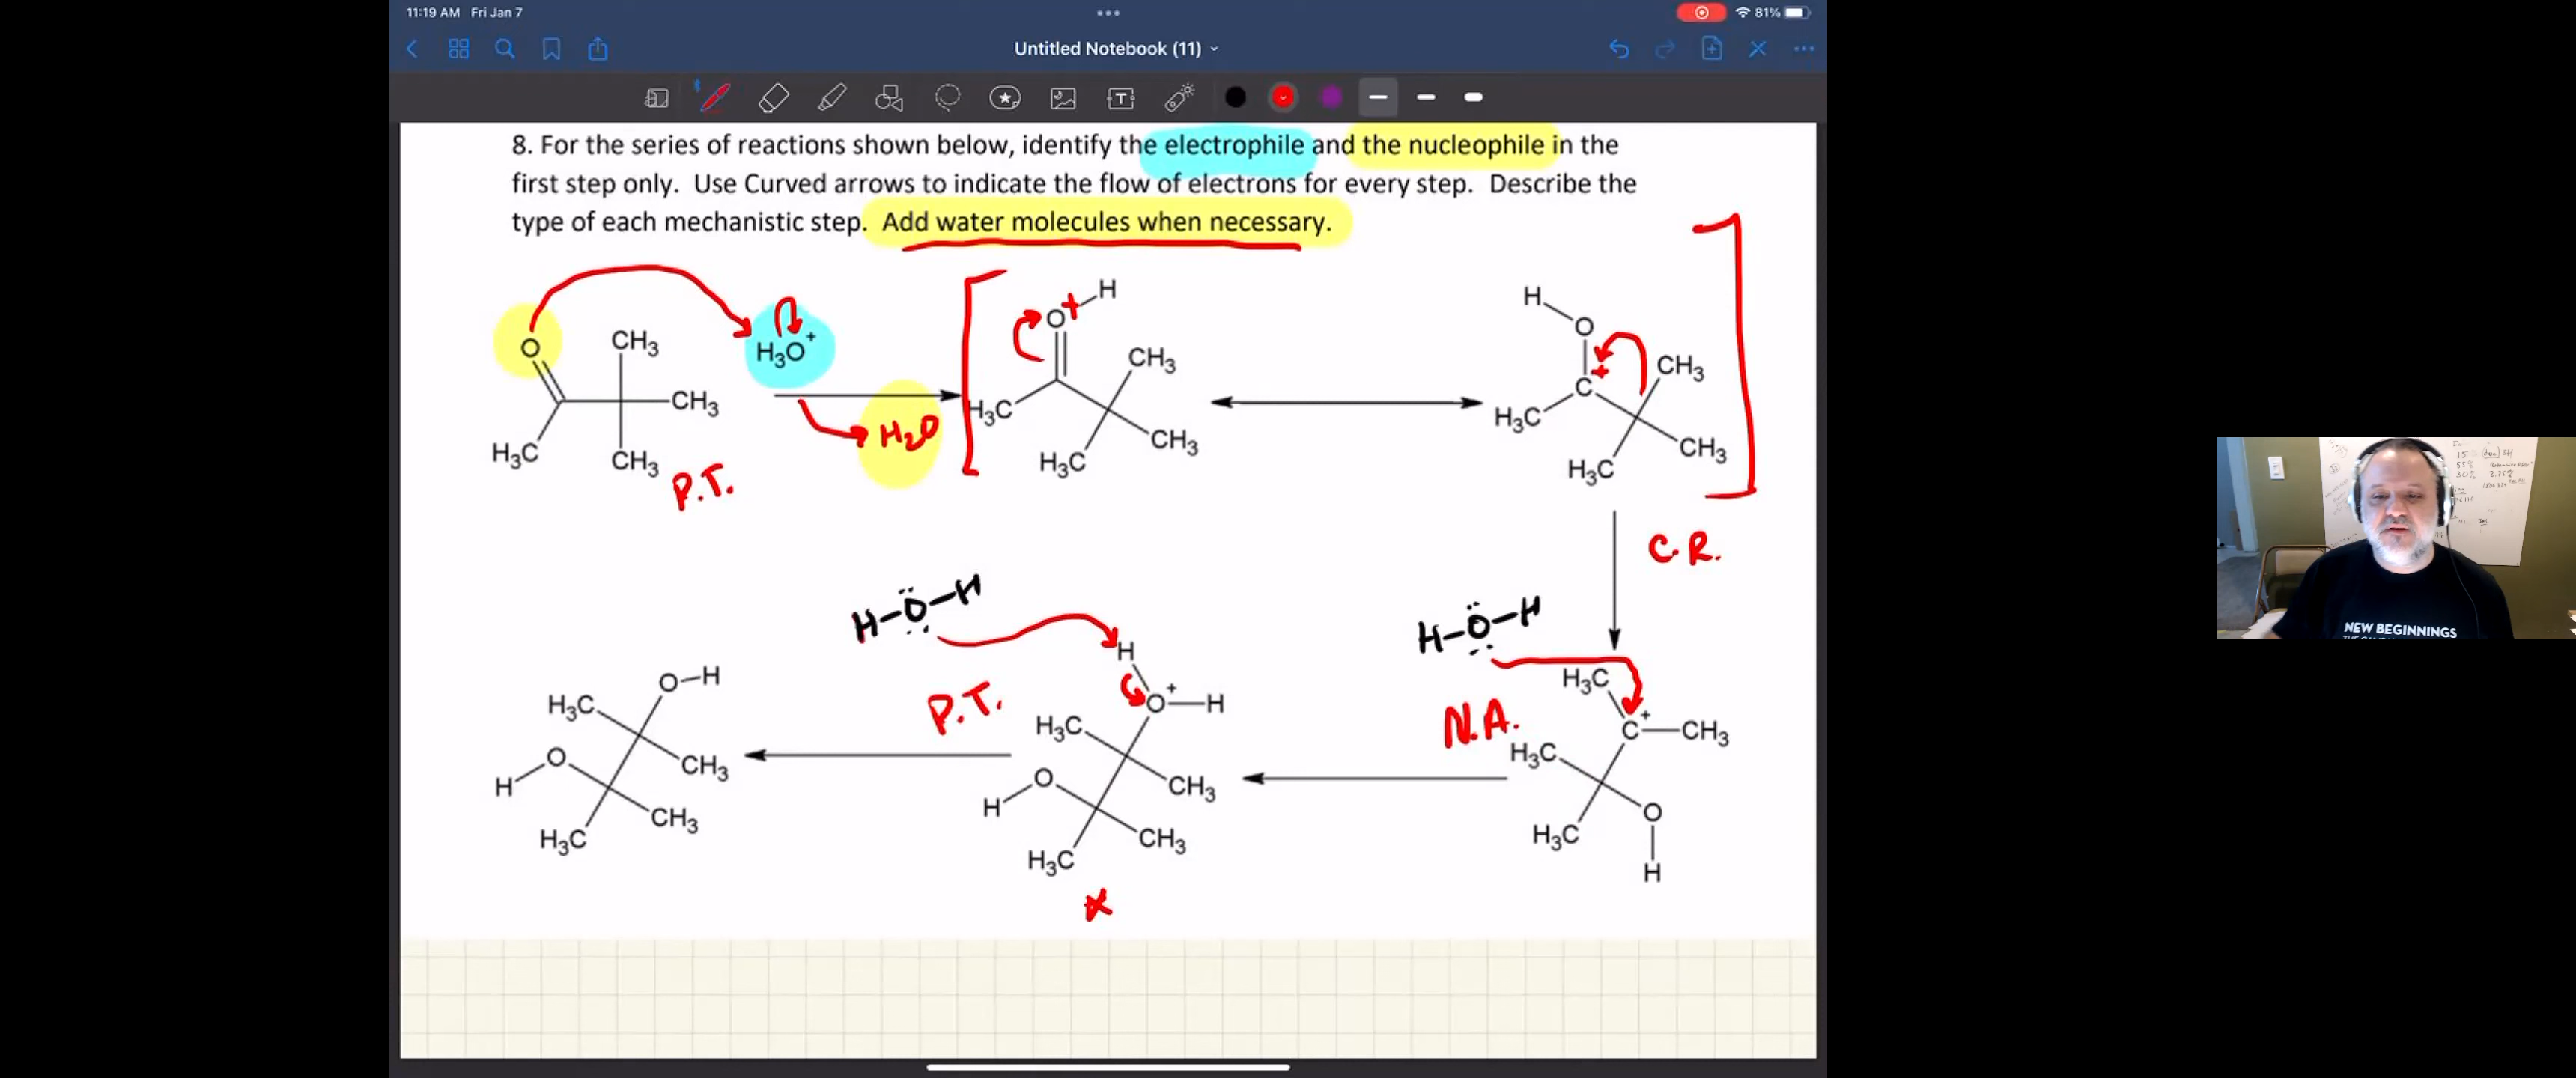 11:19 AM Fri Jan 7
81%
Untitled Notebook (11)
8. For the series of reactions shown below, identify the electrophile and the nucleophile in the
first step only. Use Curved arrows to indicate the flow of electrons for every step. Describe the
type of each mechanistic step. Add water molecules when necessary.
O
CH3
CH3
CH3
H3C
P.T.
H3O+
H2O
O+
H
CH3
H3C
CH3
H3C
H
O
C+
CH3
H3C
CH3
H3C
C.R.
H-O-H
N.A.
H3C
C+
CH3
H3C
H3C
O
H
H-O-H
P.T.
H
O+
H
H3C
O
H
CH3
CH3
H3C
O-H
H3C
O
H
CH3
CH3
H3C
NEW BEGINNINGS